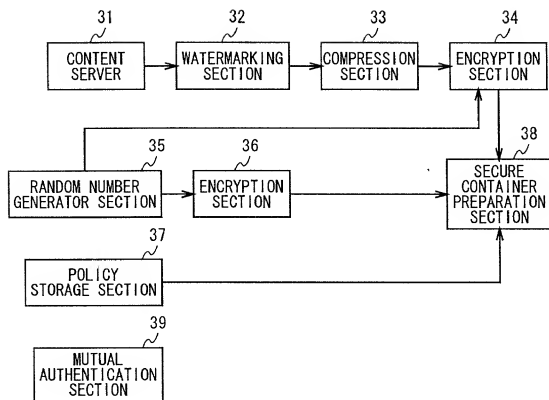 31
CONTENT
SERVER
32
WATERMARKING
SECTION
33
COMPRESSION
SECTION
34
ENCRYPTION
SECTION
35
RANDOM NUMBER
GENERATOR SECTION
36
ENCRYPTION
SECTION
38
SECURE
CONTAINER
PREPARATION
SECTION
37
POLICY
STORAGE SECTION
39
MUTUAL
AUTHENTICATION
SECTION